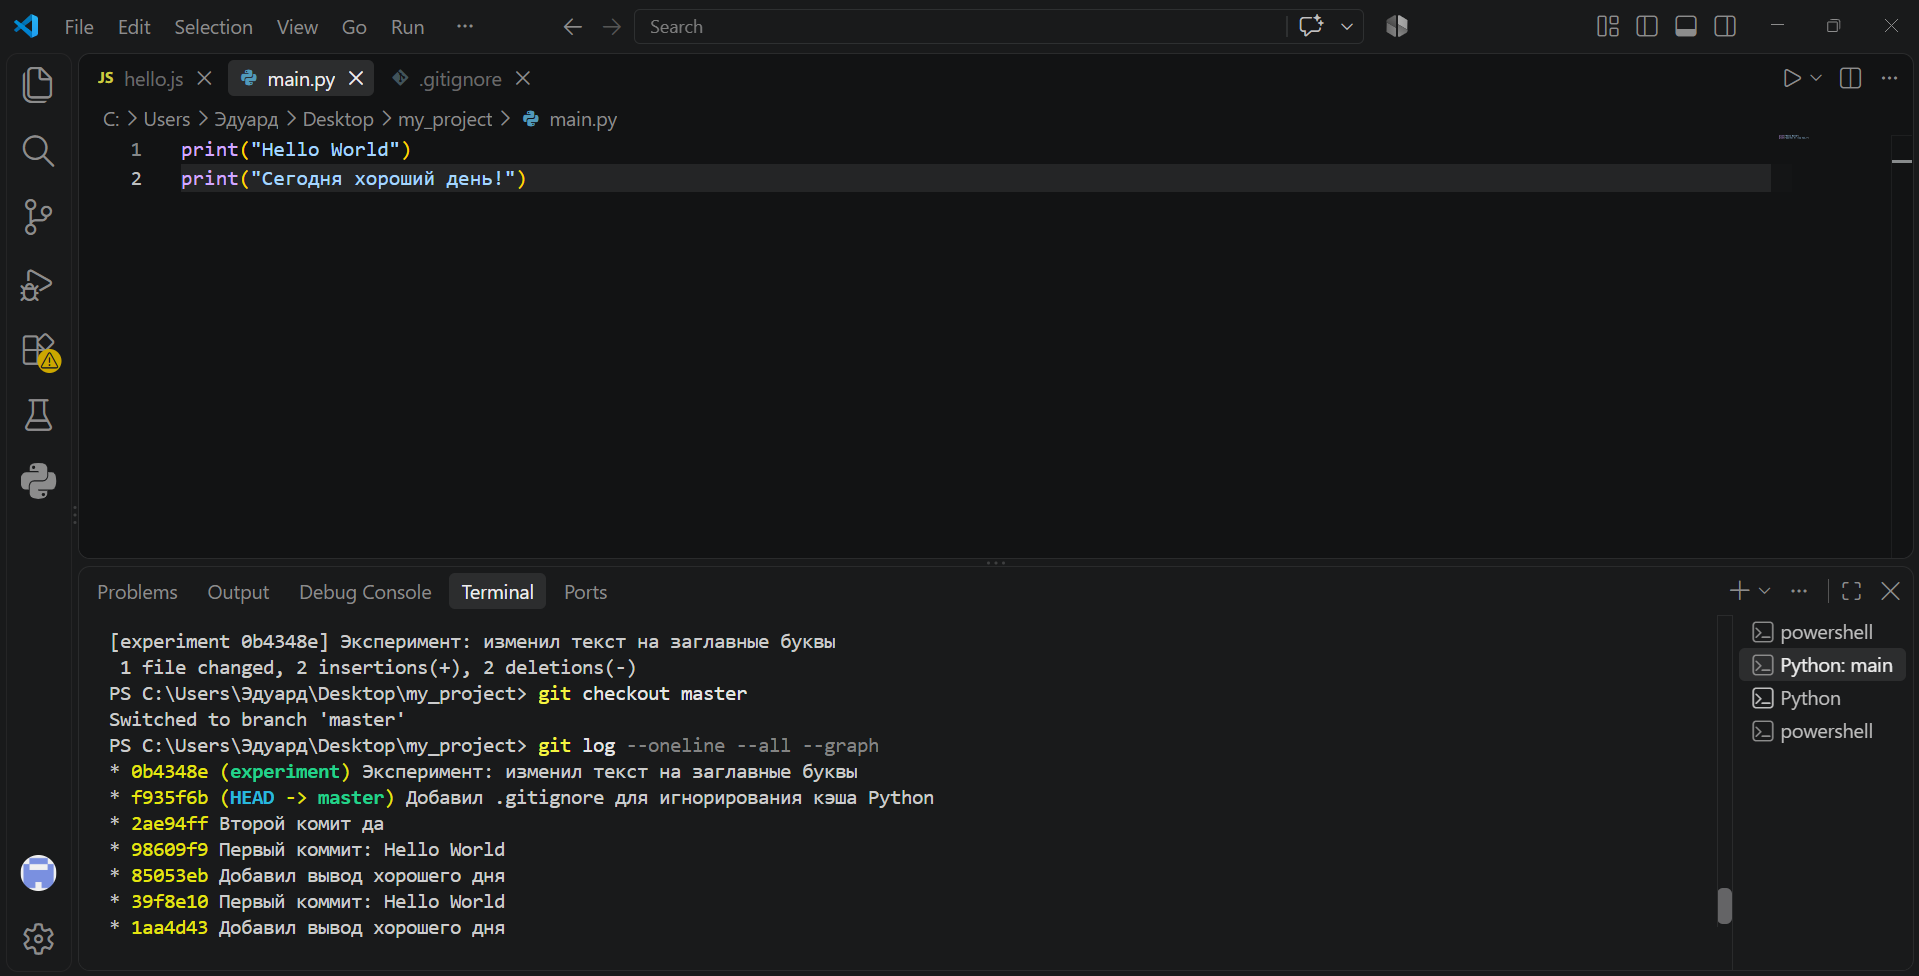 File Edit Selection View Go Run ··· Search
JS hello.js main.py .gitignore
C: > Users > Эдуард > Desktop > my_project > main.py
1 print("Hello World")
2 print("Сегодня хороший день!")
Problems Output Debug Console Terminal Ports
[experiment 0b4348e] Эксперимент: изменил текст на заглавные буквы
1 file changed, 2 insertions(+), 2 deletions(-)
PS C:\Users\Эдуард\Desktop\my_project> git checkout master
Switched to branch 'master'
PS C:\Users\Эдуард\Desktop\my_project> git log --oneline --all --graph
* 0b4348e (experiment) Эксперимент: изменил текст на заглавные буквы
* f935f6b (HEAD -> master) Добавил .gitignore для игнорирования кэша Python
* 2ae94ff Второй комит да
* 98609f9 Первый коммит: Hello World
* 85053eb Добавил вывод хорошего дня
* 39f8e10 Первый коммит: Hello World
* 1aa4d43 Добавил вывод хорошего дня
powershell
Python: main
Python
powershell